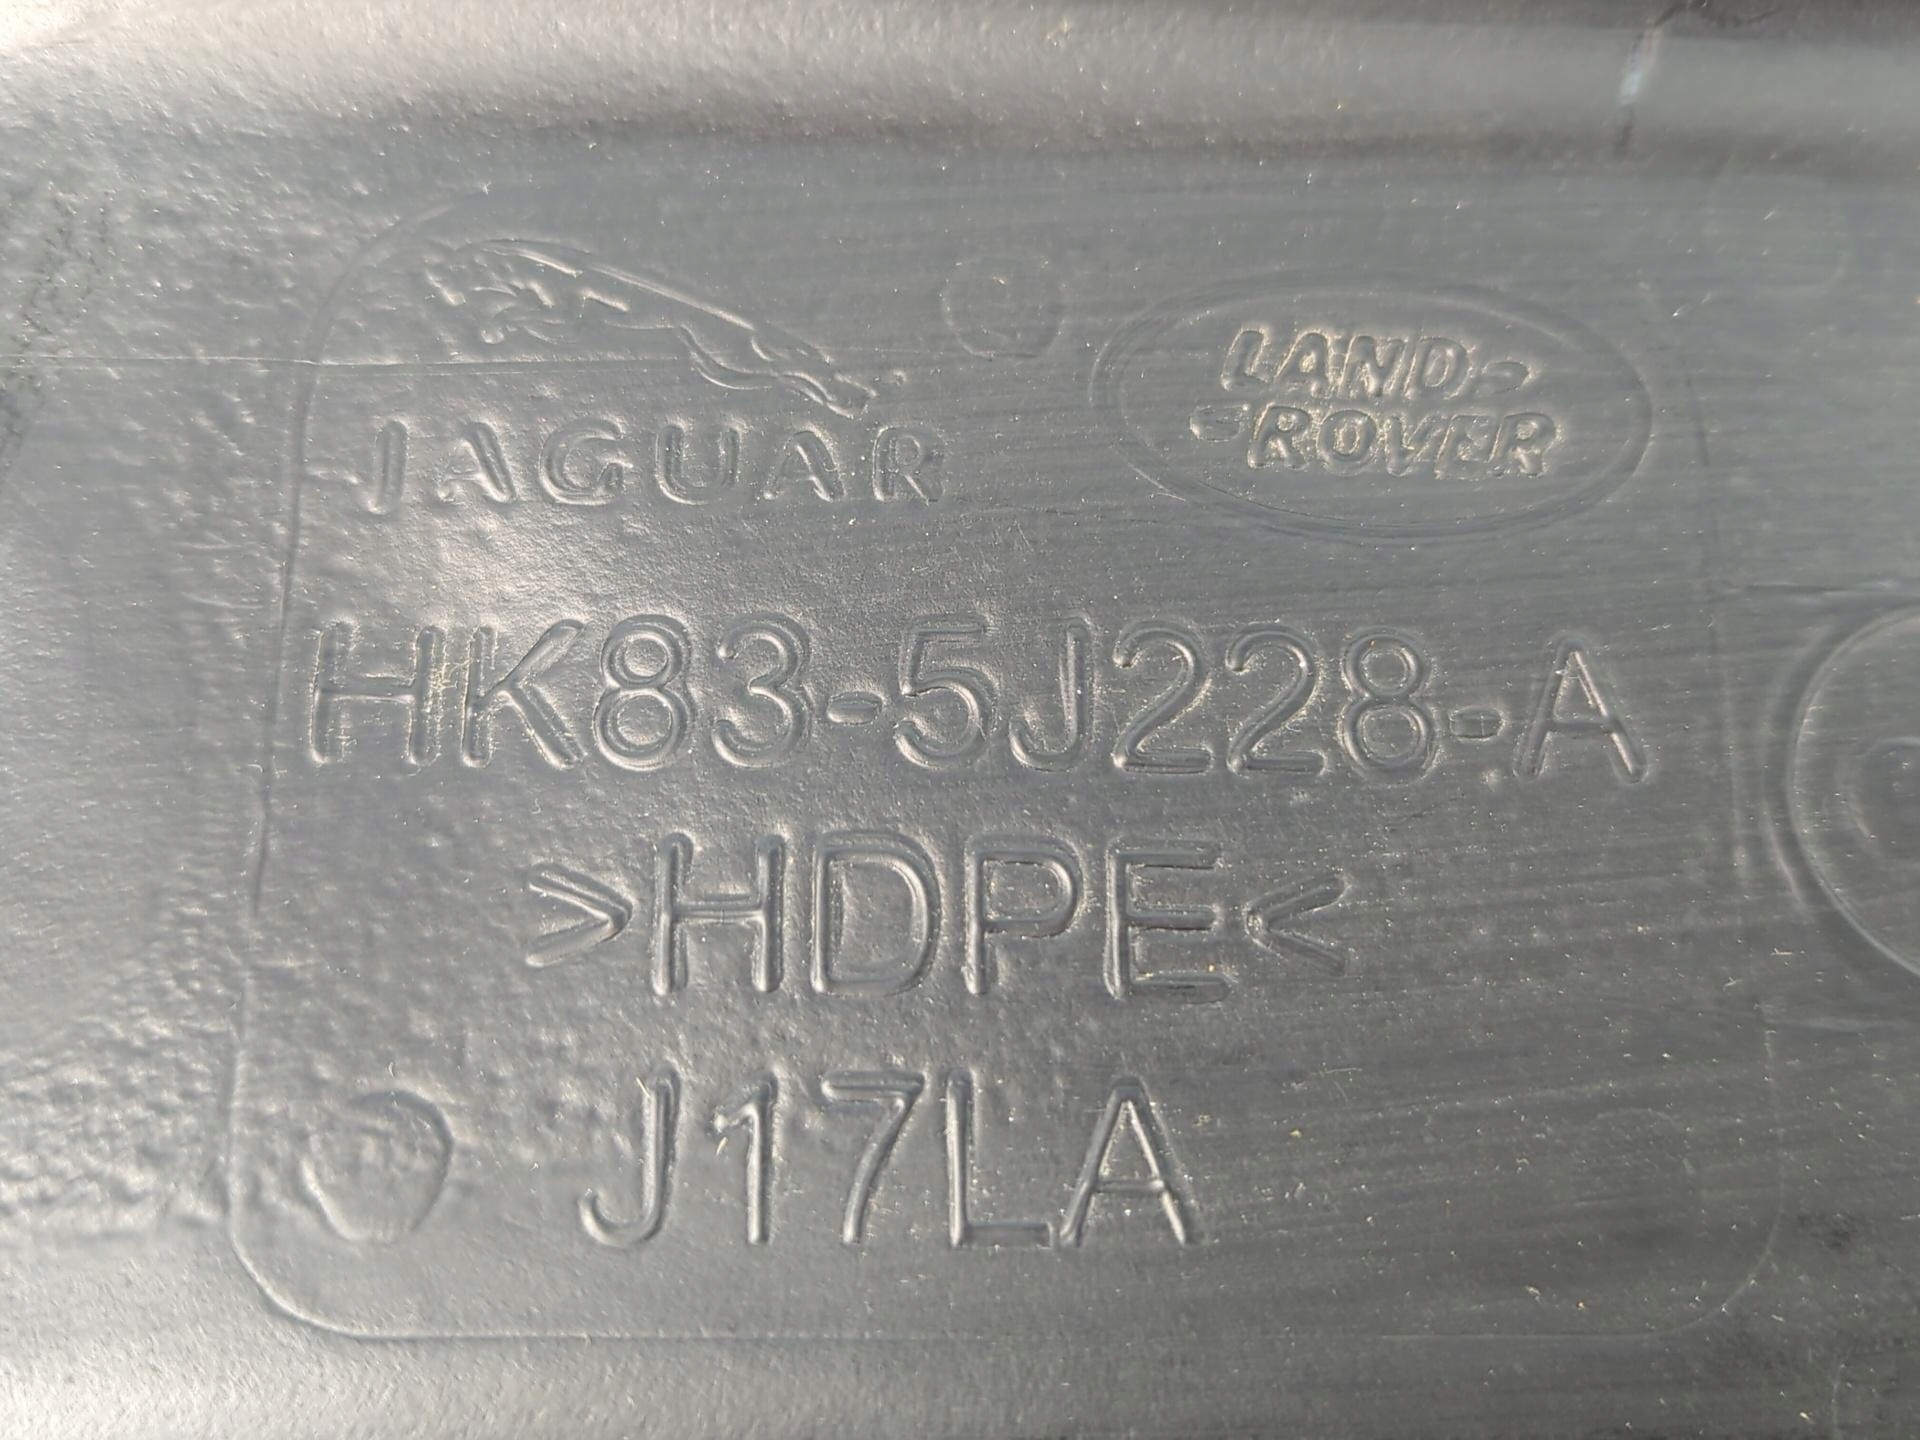 JAGUAR
LAND
ROVER
HK83-5J228-A
>HDPE<
J17LA